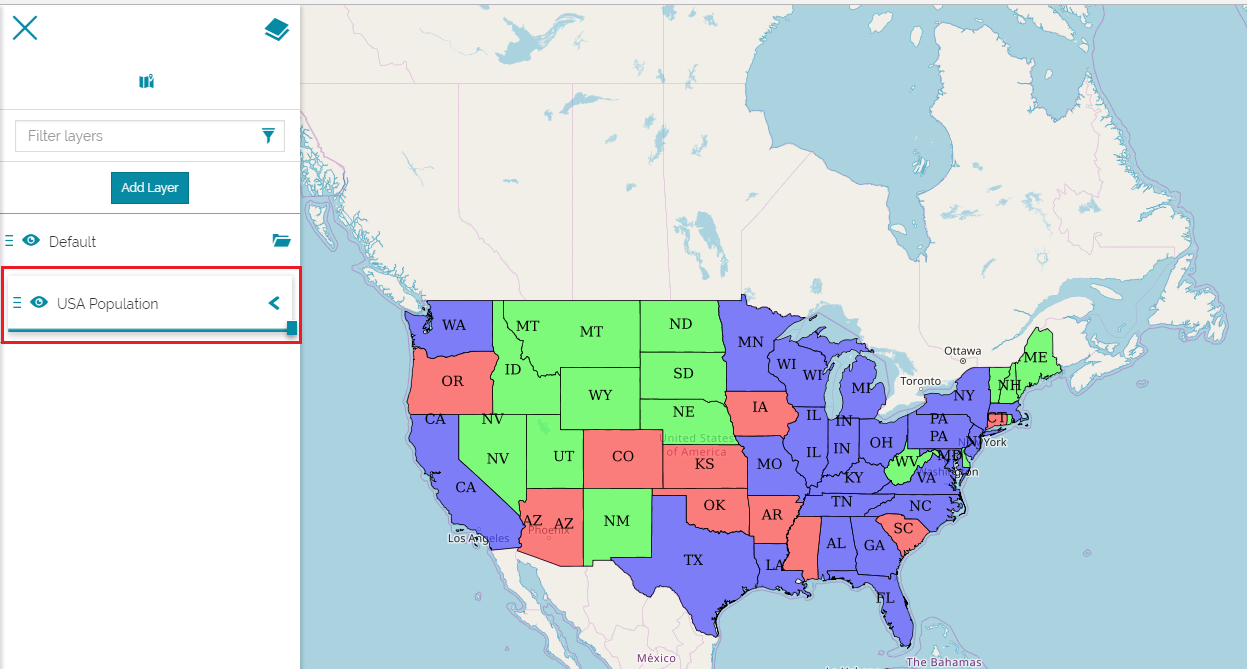 Filter layers
Add Layer
Default
USA Population
Ottawa
Toronto
WA
MT
MT
ND
MN
WI
WI
MI
ME
NH
OR
ID
SD
WY
NE
IA
NY
CT
CA
NV
IL
IN
PA
PA
OH
United States
of America
York
NV
UT
CO
KS
MO
IL
IN
WV
MD
CA
KY
VA
AZ
AZ
NM
OK
AR
TN
NC
SC
Los Angeles
Phoenix
TX
LA
AL
GA
FL
México
The Bahamas